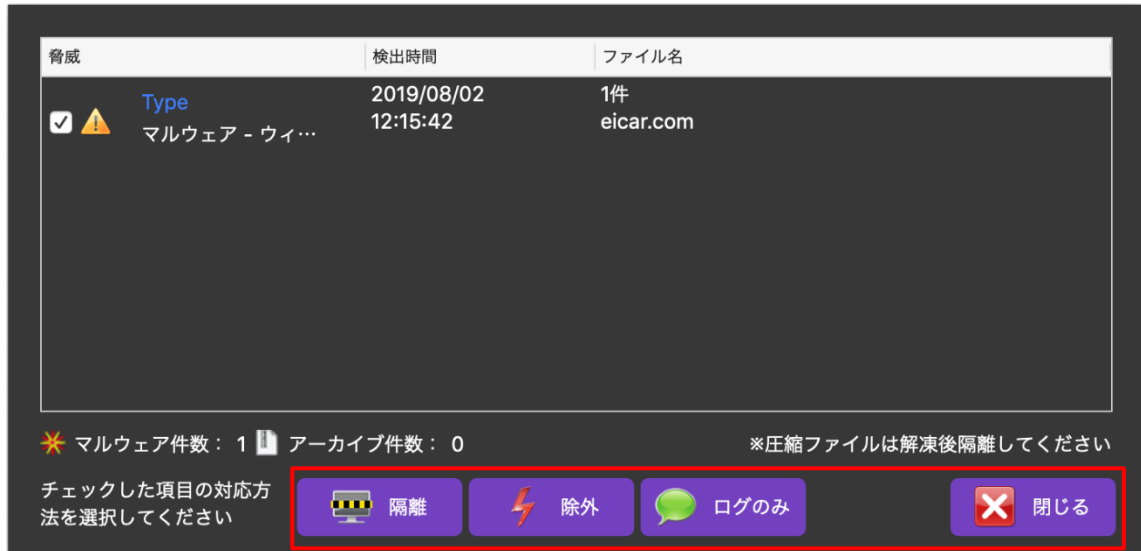 脅威 検出時間 ファイル名
Type 2019/08/02 1件
マルウェア - ウィ… 12:15:42 eicar.com
マルウェア件数： 1 アーカイブ件数： 0 ※圧縮ファイルは解凍後隔離してください
チェックした項目の対応方
法を選択してください
隔離 除外 ログのみ 閉じる